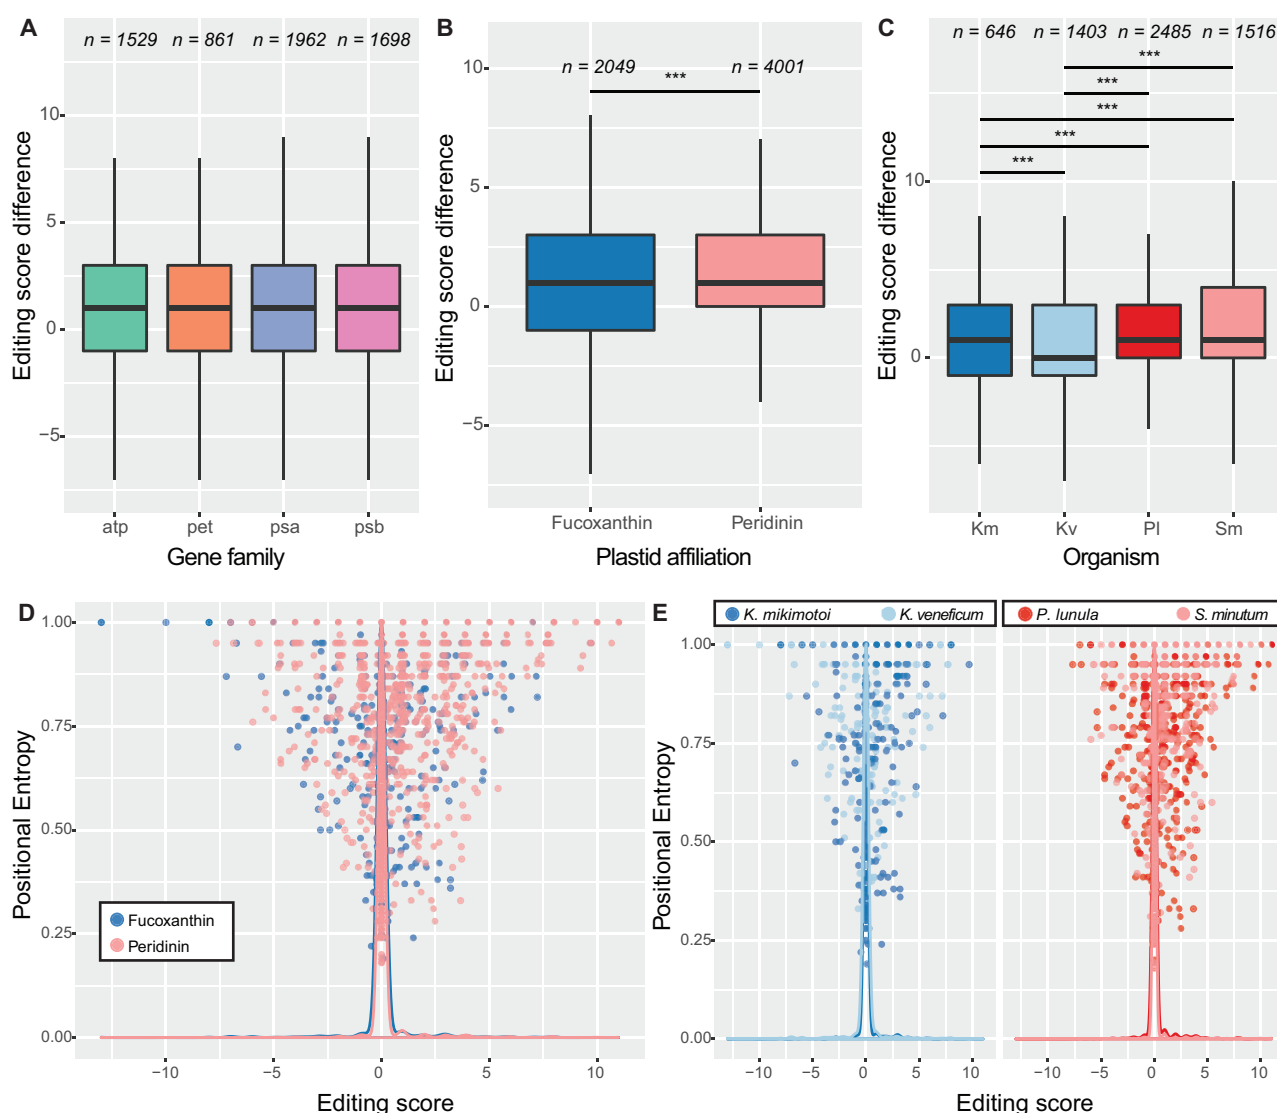 A
n = 1529 n = 861 n = 1962 n = 1698
Editing score difference
10
5
0
−5
atp pet psa psb
Gene family
B
n = 2049 *** n = 4001
Editing score difference
10
5
0
−5
Fucoxanthin Peridinin
Plastid affiliation
C
n = 646 n = 1403 n = 2485 n = 1516
***
***
***
***
***
Editing score difference
10
0
Km Kv Pl Sm
Organism
D
Positional Entropy
1.00
0.75
0.50
0.25
0.00
Fucoxanthin
Peridinin
−10 −5 0 5 10
Editing score
E
K. mikimotoi K. veneficum P. lunula S. minutum
Positional Entropy
1.00
0.75
0.50
0.25
0.00
−10 −5 0 5 10 −10 −5 0 5 10
Editing score